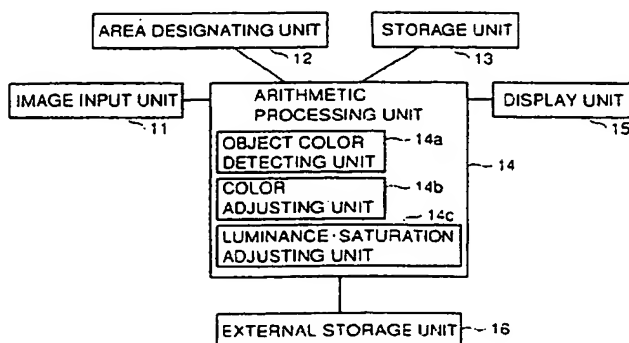 AREA DESIGNATING UNIT
12
STORAGE UNIT
13
IMAGE INPUT UNIT
11
ARITHMETIC
PROCESSING UNIT
DISPLAY UNIT
15
OBJECT COLOR
DETECTING UNIT
14a
14
COLOR
ADJUSTING UNIT
14b
14c
LUMINANCE·SATURATION
ADJUSTING UNIT
EXTERNAL STORAGE UNIT
16